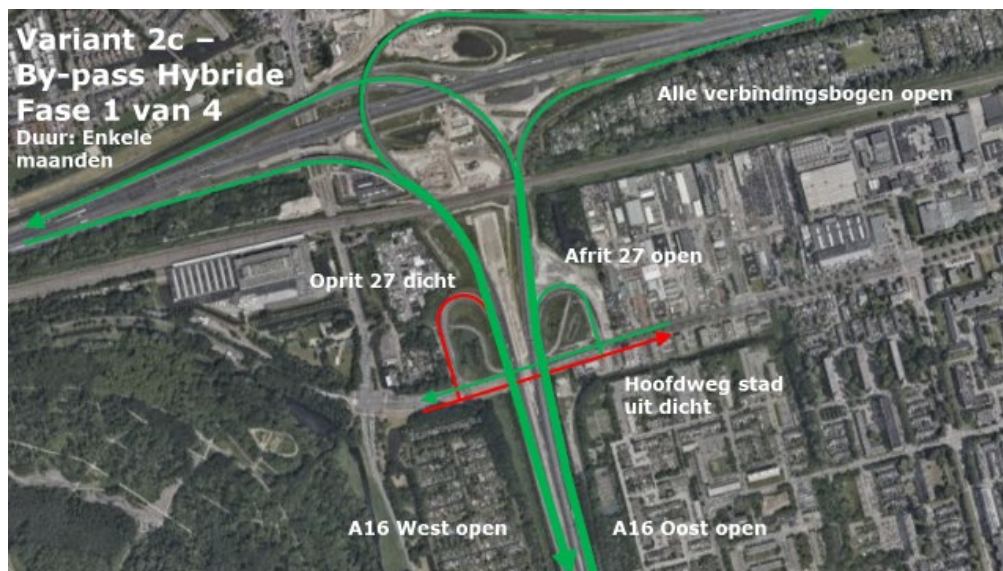 Variant 2c –
By-pass Hybride
Fase 1 van 4
Duur: Enkele
maanden
Alle verbindingsbogen open
Afrit 27 open
Oprit 27 dicht
Hoofdweg stad
uit dicht
A16 West open
A16 Oost open